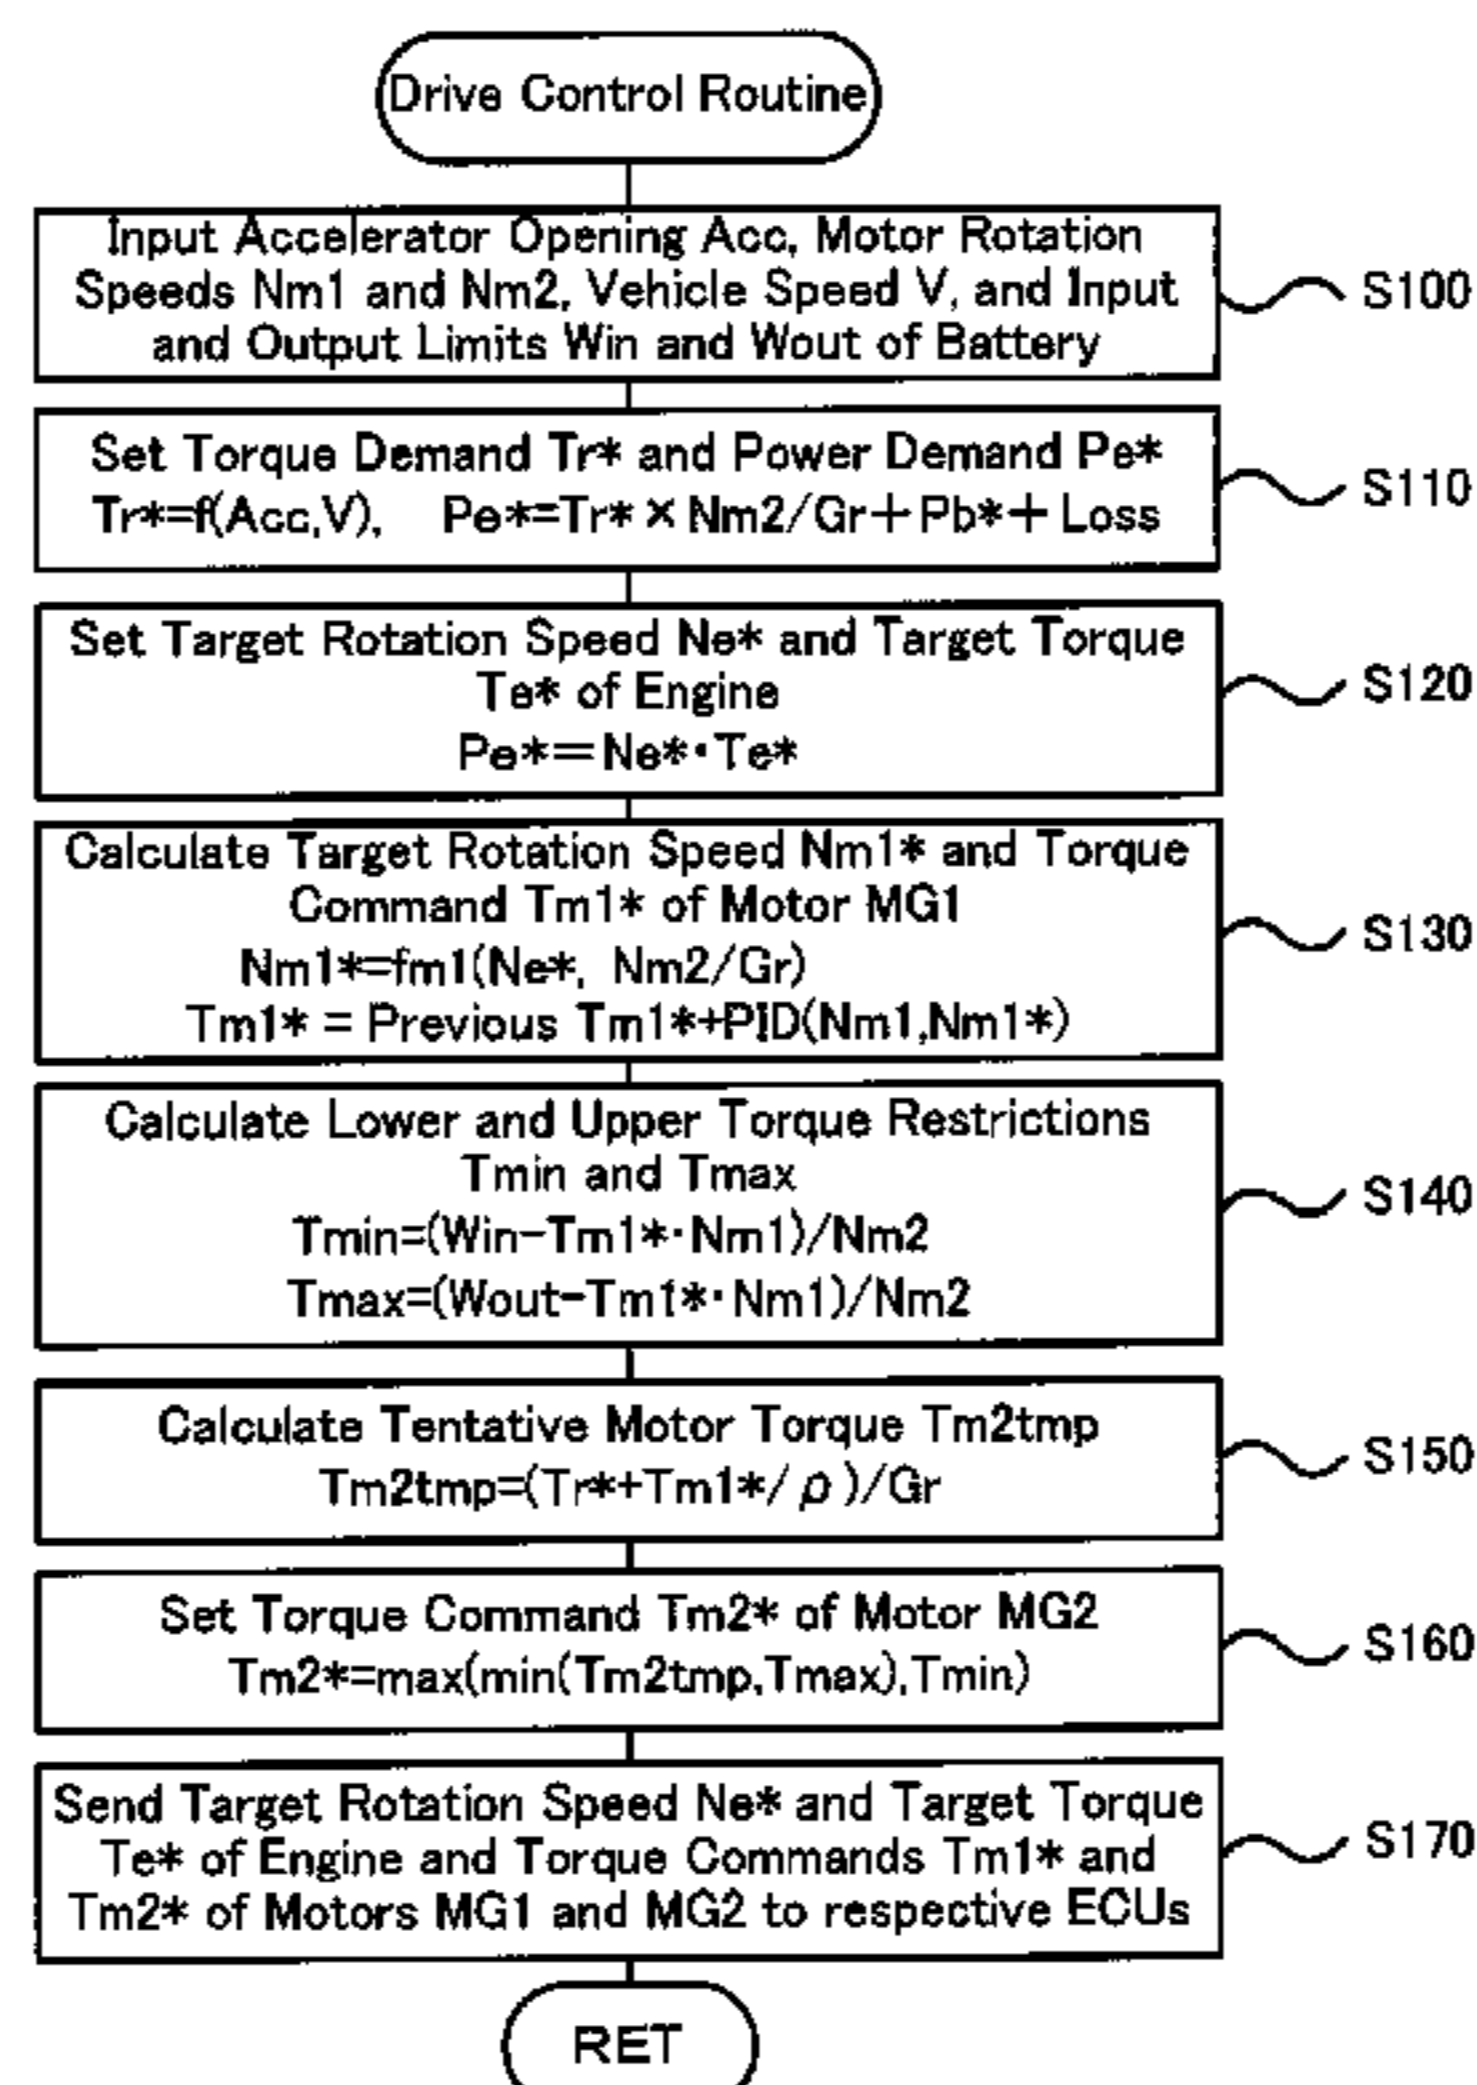 Drive Control Routine
Input Accelerator Opening Acc, Motor Rotation
Speeds Nm1 and Nm2, Vehicle Speed V, and Input
and Output Limits Win and Wout of Battery
S100
Set Torque Demand Tr* and Power Demand Pe*
Tr*=f(Acc,V), Pe*=Tr*×Nm2/Gr+Pb*+Loss
S110
Set Target Rotation Speed Ne* and Target Torque
Te* of Engine
Pe*=Ne*·Te*
S120
Calculate Target Rotation Speed Nm1* and Torque
Command Tm1* of Motor MG1
Nm1*=fm1(Ne*, Nm2/Gr)
Tm1* = Previous Tm1*+PID(Nm1,Nm1*)
S130
Calculate Lower and Upper Torque Restrictions
Tmin and Tmax
Tmin=(Win-Tm1*·Nm1)/Nm2
Tmax=(Wout-Tm1*·Nm1)/Nm2
S140
Calculate Tentative Motor Torque Tm2tmp
Tm2tmp=(Tr*+Tm1*/ρ)/Gr
S150
Set Torque Command Tm2* of Motor MG2
Tm2*=max(min(Tm2tmp,Tmax),Tmin)
S160
Send Target Rotation Speed Ne* and Target Torque
Te* of Engine and Torque Commands Tm1* and
Tm2* of Motors MG1 and MG2 to respective ECUs
S170
RET